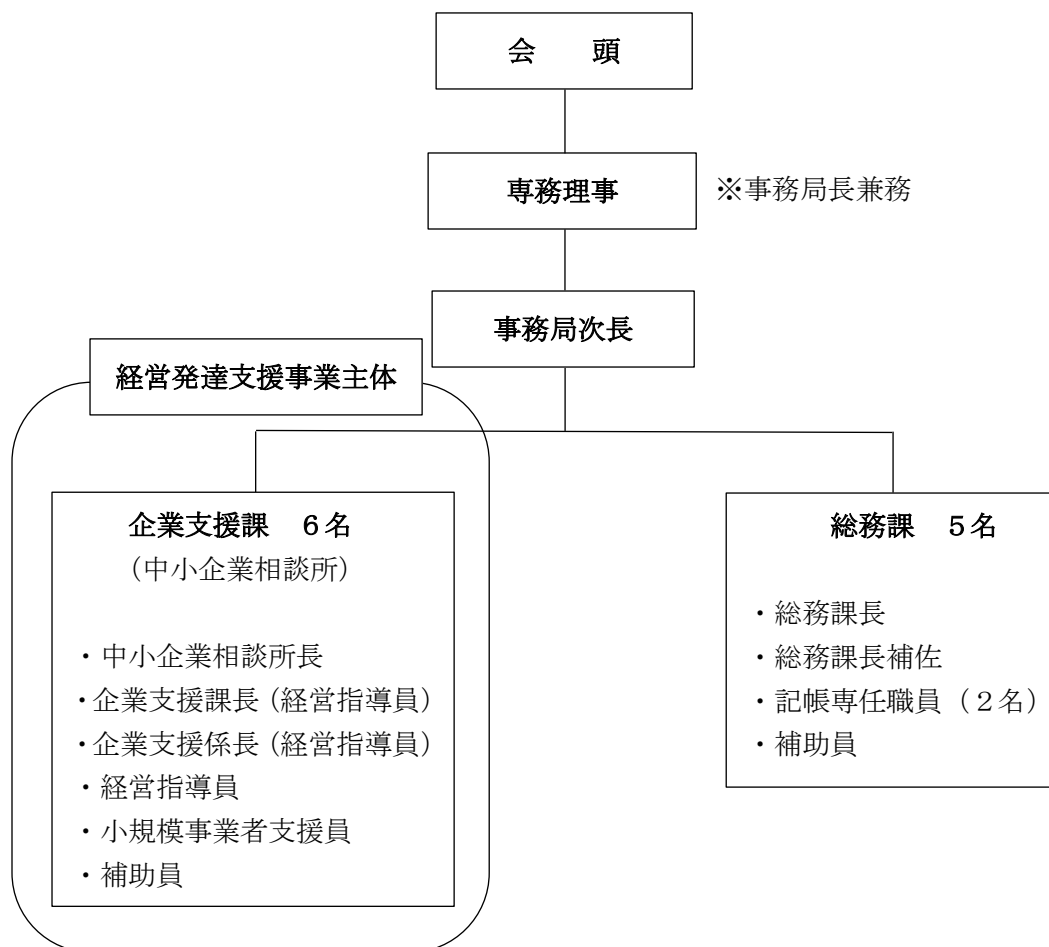 会　　頭
専務理事
※事務局長兼務
事務局次長
経営発達支援事業主体
企業支援課　６名
（中小企業相談所）
・中小企業相談所長
・企業支援課長（経営指導員）
・企業支援係長（経営指導員）
・経営指導員
・小規模事業者支援員
・補助員
総務課　５名
・総務課長
・総務課長補佐
・記帳専任職員（２名）
・補助員